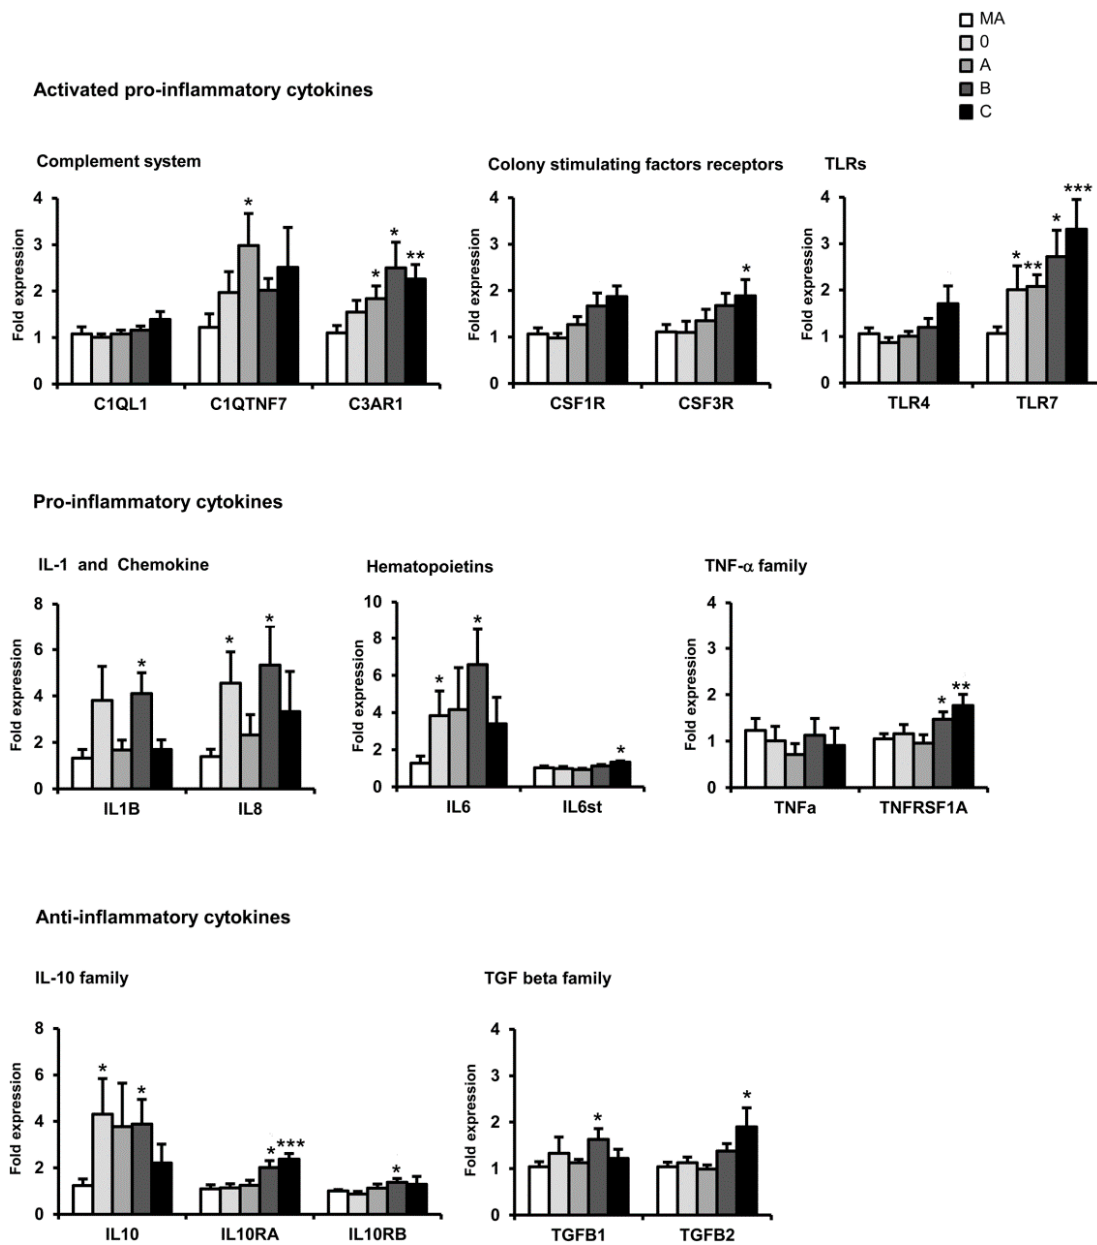 MA
0
A
B
C
Activated pro-inflammatory cytokines
Complement system
Fold expression
4
3
2
1
0
*
*
*
**
C1QL1 C1QTNF7 C3AR1
Colony stimulating factors receptors
Fold expression
4
3
2
1
0
*
CSF1R CSF3R
TLRs
Fold expression
4
3
2
1
0
*
**
*
***
TLR4 TLR7
Pro-inflammatory cytokines
IL-1 and Chemokine
Fold expression
8
6
4
2
0
*
*
*
IL1B IL8
Hematopoietins
Fold expression
10
8
6
4
2
0
*
*
*
IL6 IL6st
TNF-α family
Fold expression
4
3
2
1
0
*
**
TNFa TNFRSF1A
Anti-inflammatory cytokines
IL-10 family
Fold expression
8
6
4
2
0
*
*
*
***
*
IL10 IL10RA IL10RB
TGF beta family
Fold expression
4
3
2
1
0
*
*
TGFB1 TGFB2